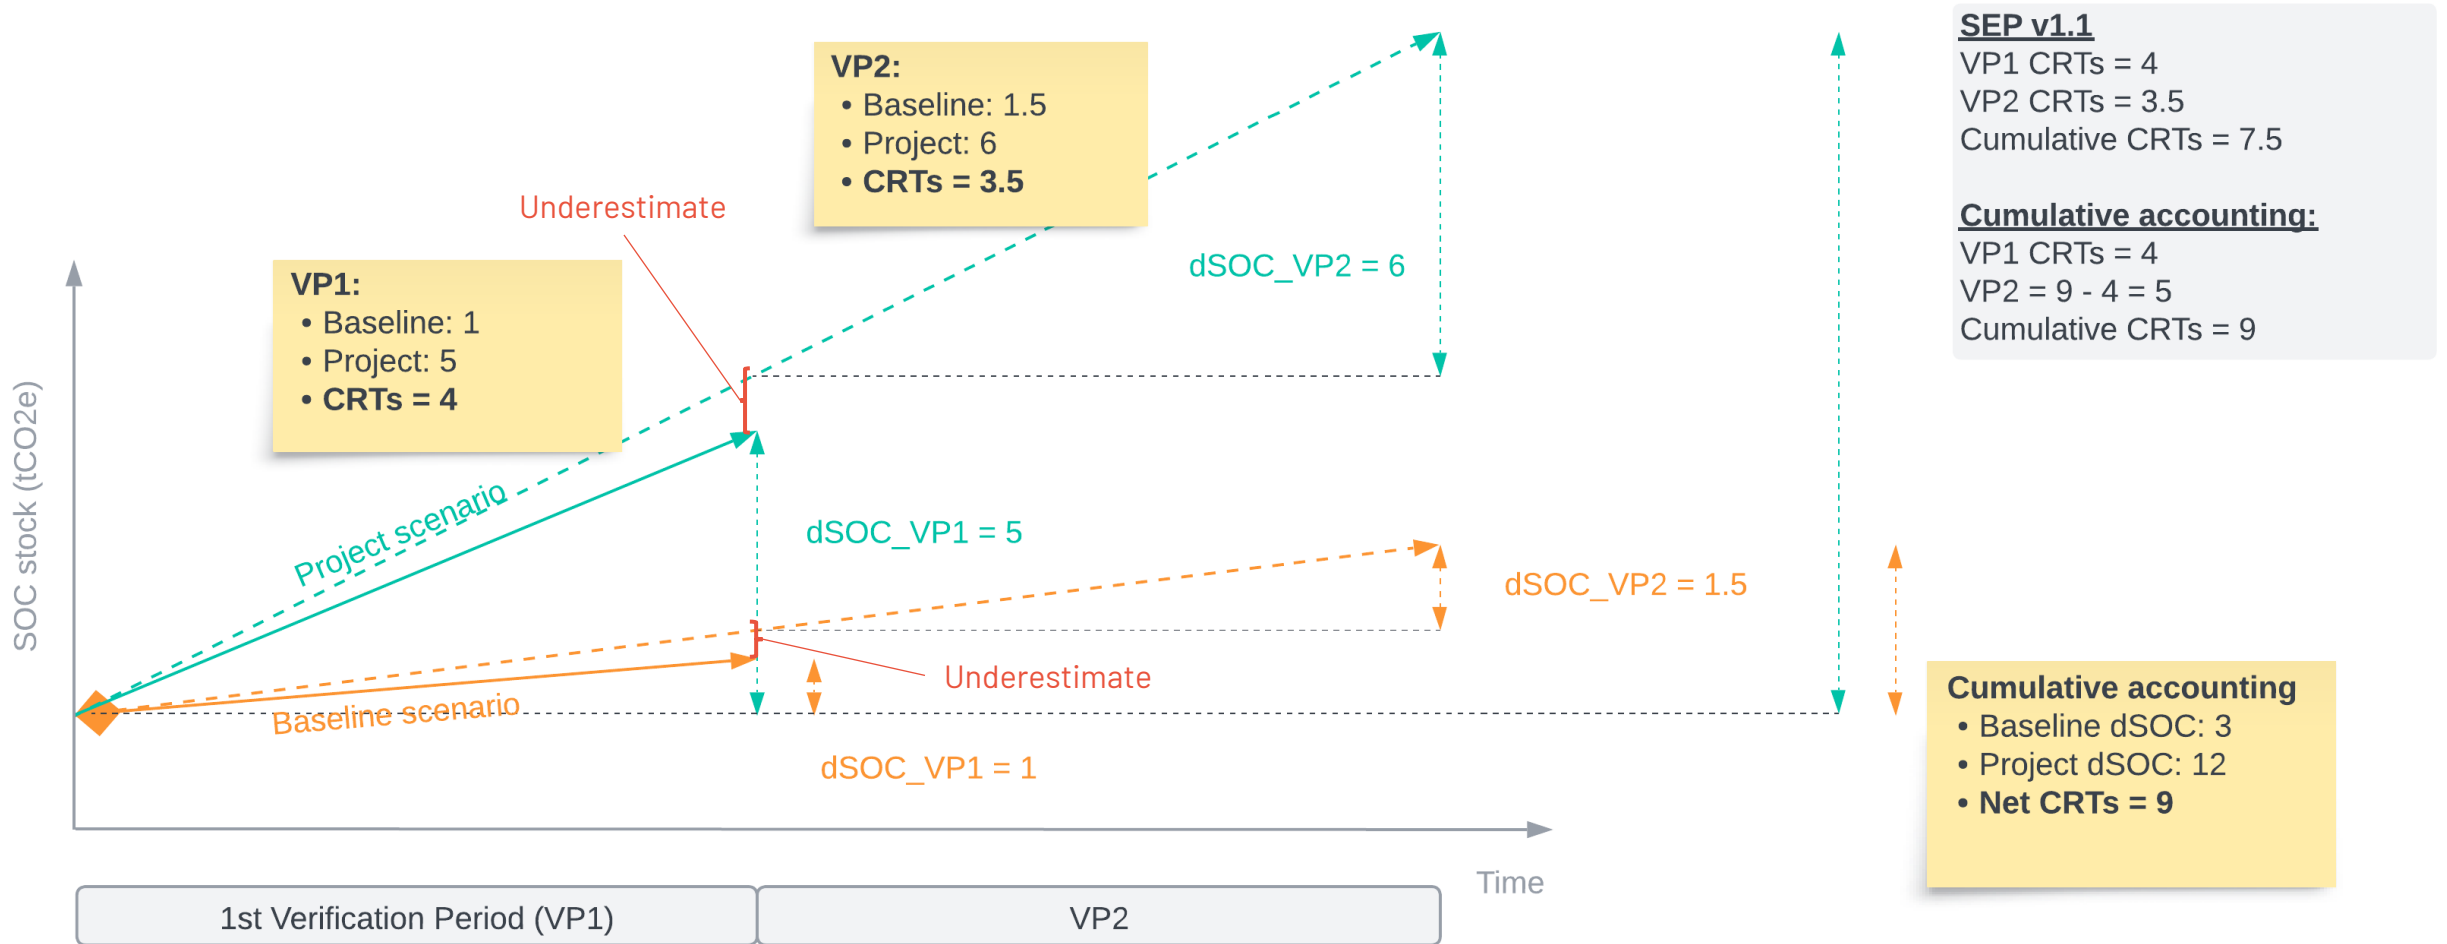 SEP v1.1
VP1 CRTs = 4
VP2 CRTs = 3.5
Cumulative CRTs = 7.5
Cumulative accounting:
VP1 CRTs = 4
VP2 = 9 - 4 = 5
Cumulative CRTs = 9
VP2:
• Baseline: 1.5
• Project: 6
• CRTs = 3.5
Underestimate
VP1:
• Baseline: 1
• Project: 5
• CRTs = 4
dSOC_VP2 = 6
SOC stock (tCO2e)
Project scenario
dSOC_VP1 = 5
dSOC_VP2 = 1.5
Underestimate
Baseline scenario
dSOC_VP1 = 1
Cumulative accounting
• Baseline dSOC: 3
• Project dSOC: 12
• Net CRTs = 9
Time
1st Verification Period (VP1)
VP2